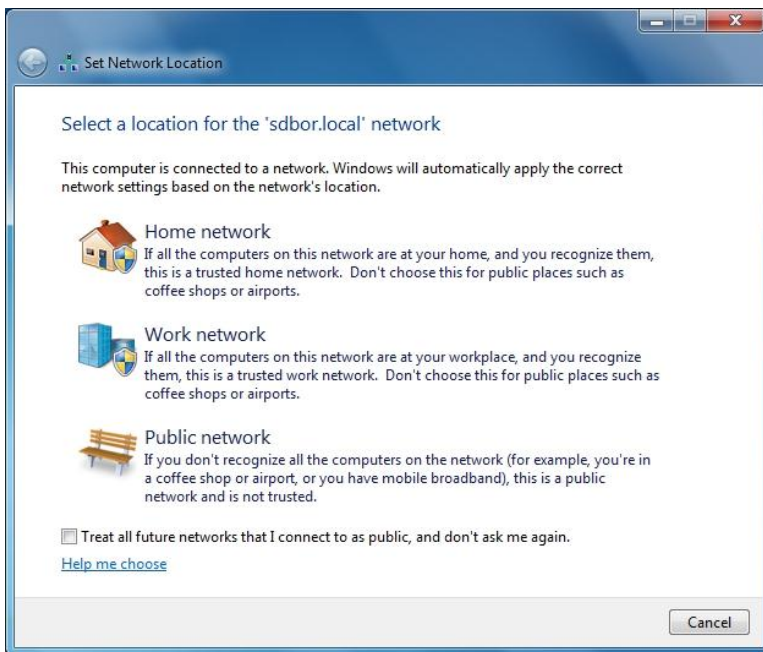 Set Network Location
Select a location for the 'sdbor.local' network
This computer is connected to a network. Windows will automatically apply the correct
network settings based on the network's location.
Home network
If all the computers on this network are at your home, and you recognize them,
this is a trusted home network. Don't choose this for public places such as
coffee shops or airports.
Work network
If all the computers on this network are at your workplace, and you recognize
them, this is a trusted work network. Don't choose this for public places such as
coffee shops or airports.
Public network
If you don't recognize all the computers on the network (for example, you're in
a coffee shop or airport, or you have mobile broadband), this is a public
network and is not trusted.
Treat all future networks that I connect to as public, and don't ask me again.
Help me choose
Cancel